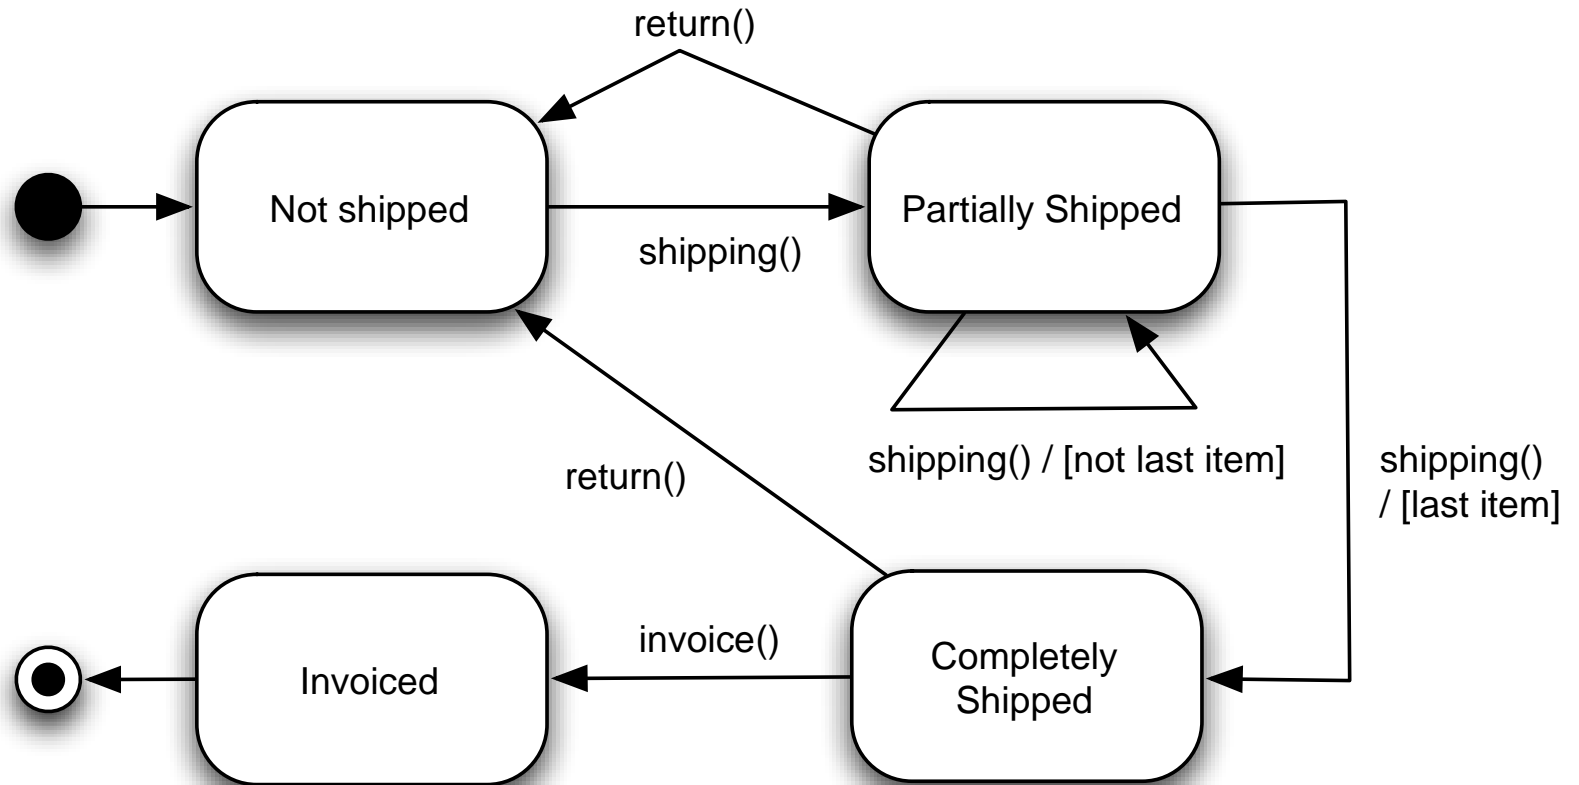 return()
Not shipped
Partially Shipped
shipping()
shipping() / [not last item]
shipping()
/ [last item]
return()
invoice()
Completely
Shipped
Invoiced